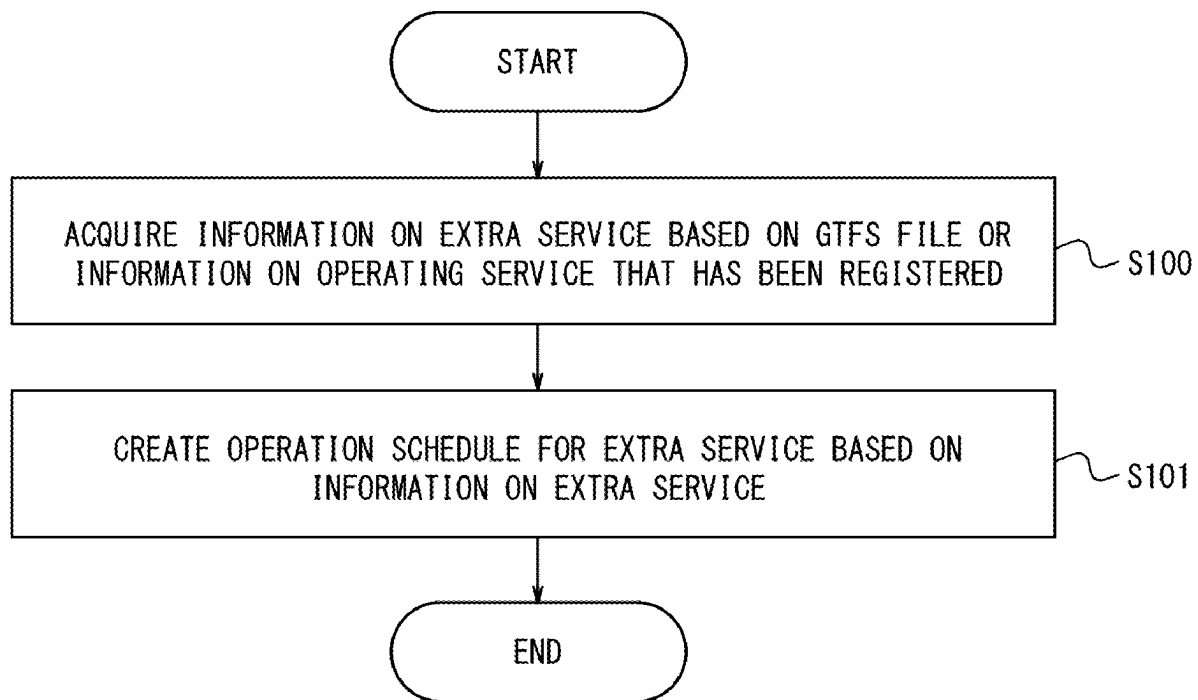 START
ACQUIRE INFORMATION ON EXTRA SERVICE BASED ON GTFS FILE OR
INFORMATION ON OPERATING SERVICE THAT HAS BEEN REGISTERED
S100
CREATE OPERATION SCHEDULE FOR EXTRA SERVICE BASED ON
INFORMATION ON EXTRA SERVICE
S101
END